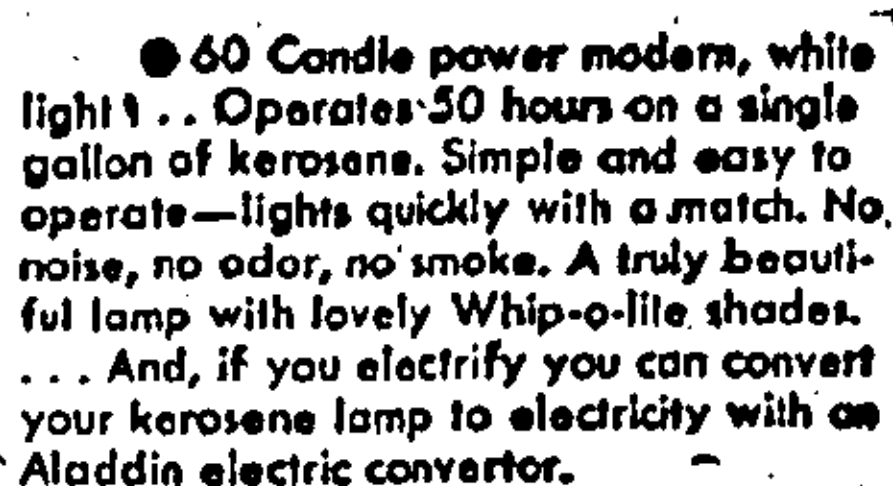 ● 60 Candle power modern, white
light! .. Operates 50 hours on a single
gallon of kerosene. Simple and easy to
operate—lights quickly with a match. No
noise, no odor, no smoke. A truly beauti-
ful lamp with lovely Whip-o-lite shades.
... And, if you electrify you can convert
your kerosene lamp to electricity with an
Aladdin electric convertor.